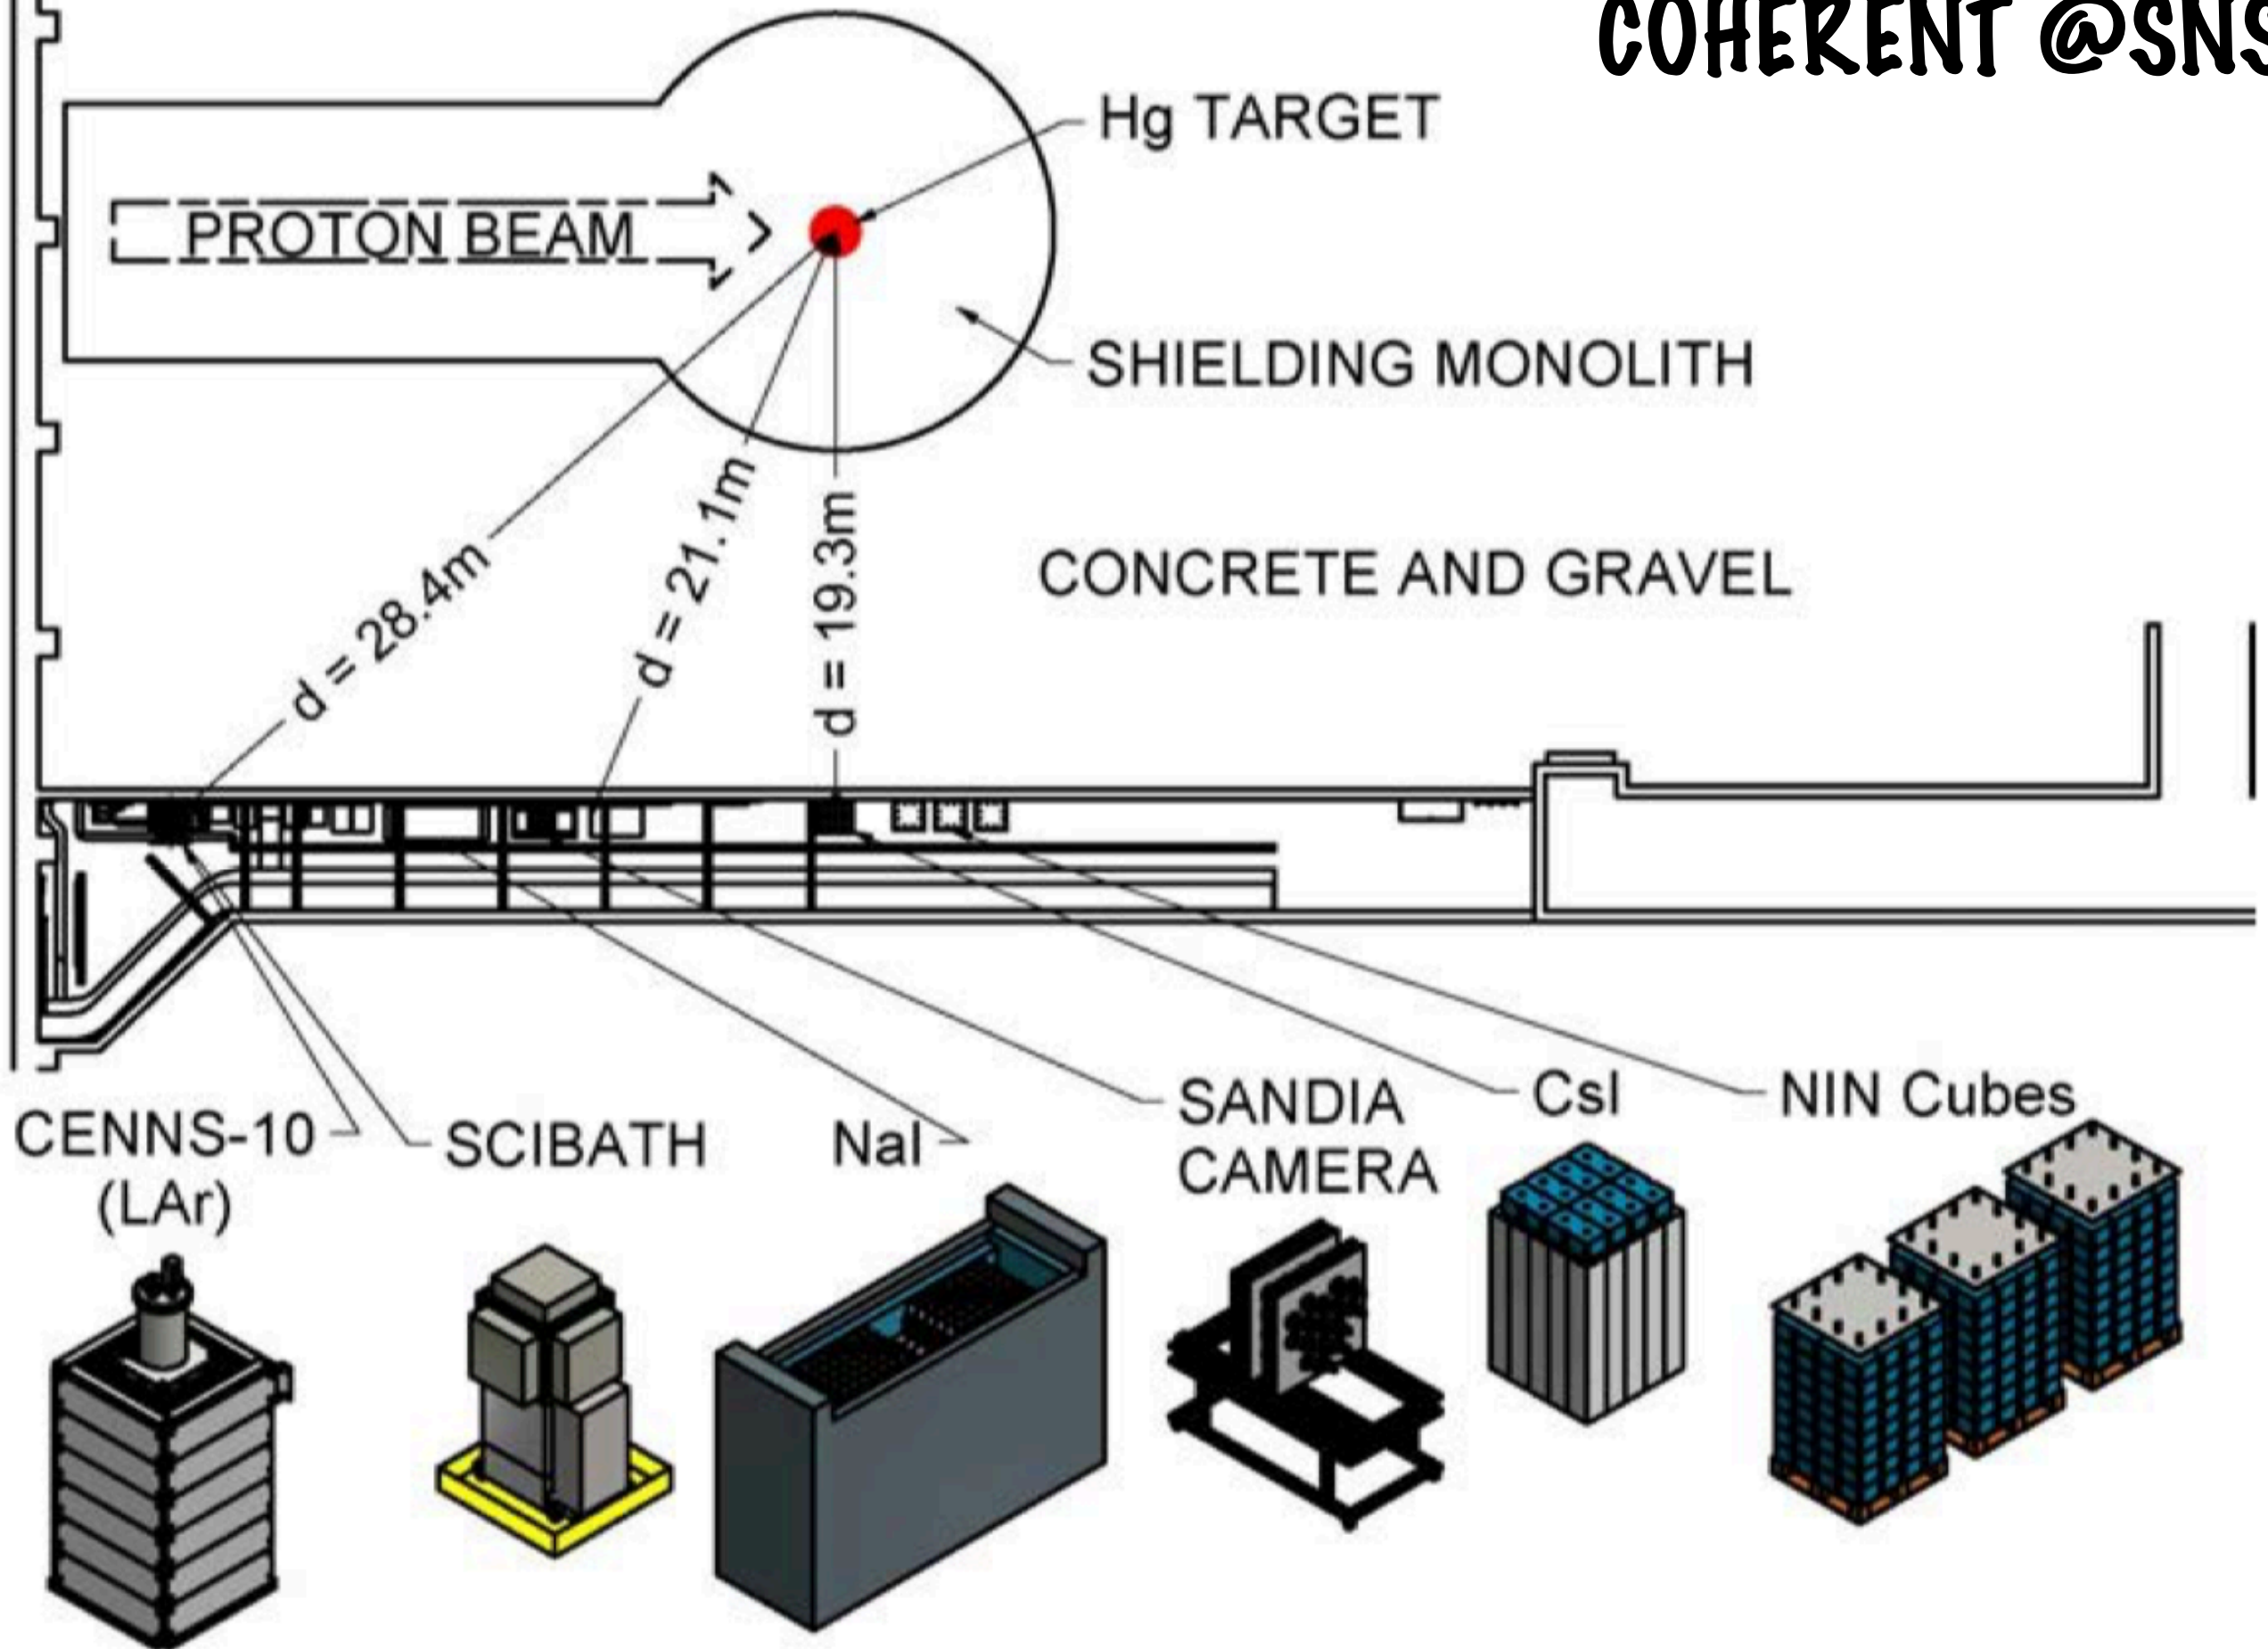 COHERENT @SNS
Hg TARGET
PROTON BEAM
SHIELDING MONOLITH
d = 28.4m
d = 21.1m
d = 19.3m
CONCRETE AND GRAVEL
CENNS-10
(LAr)
SCIBATH
NaI
SANDIA
CAMERA
CsI
NIN Cubes